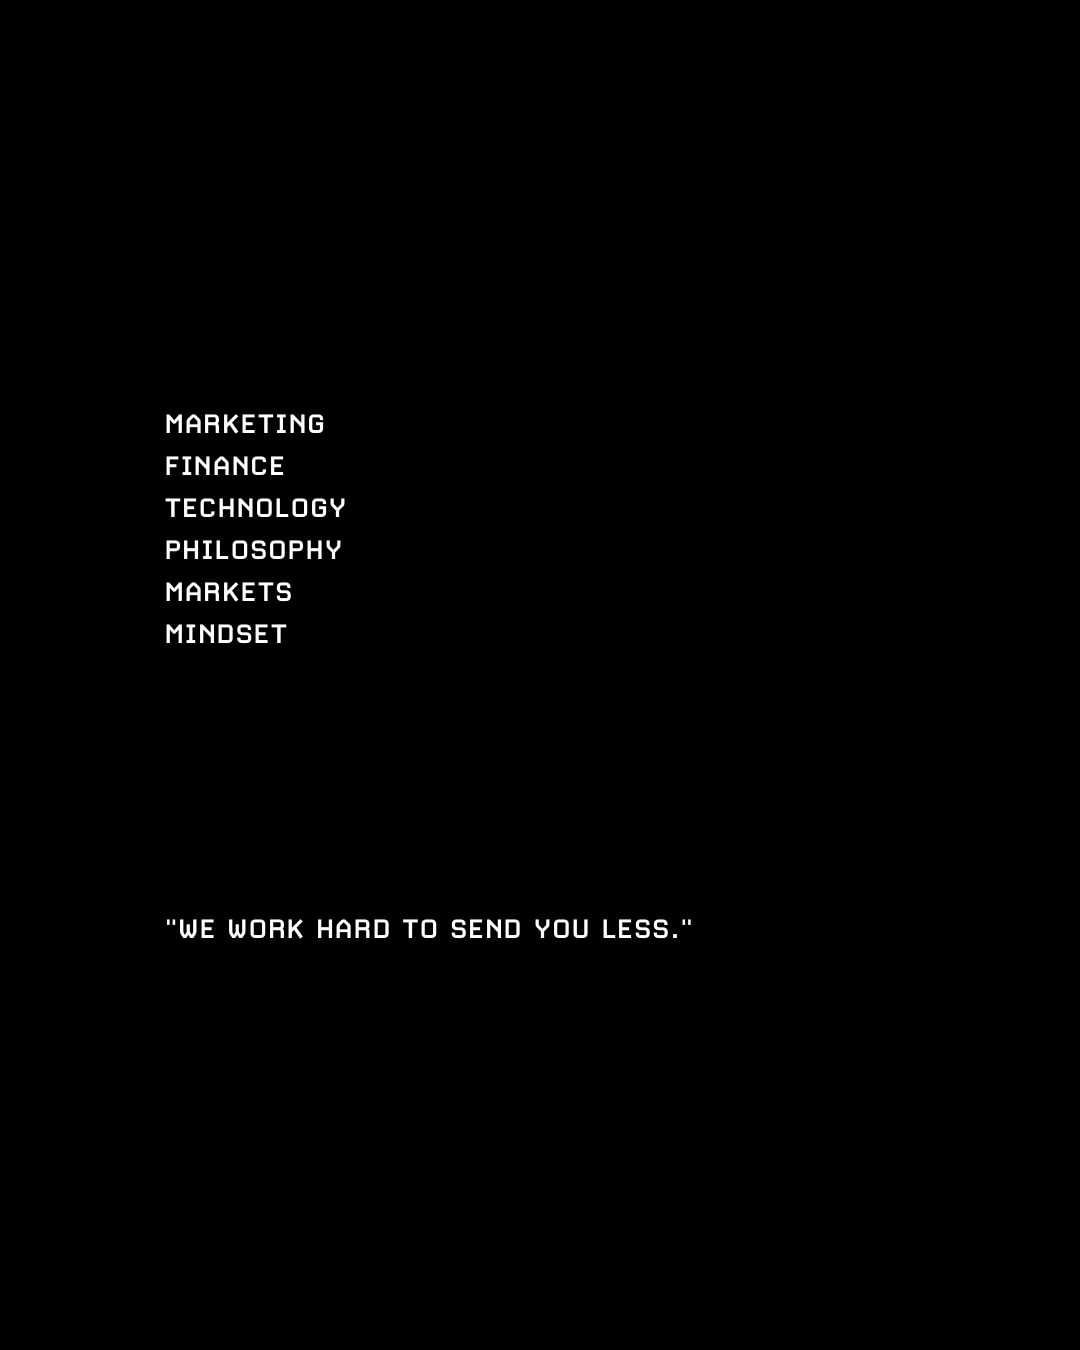 MARKETING
FINANCE
TECHNOLOGY
PHILOSOPHY
MARKETS
MINDSET
"WE WORK HARD TO SEND YOU LESS."